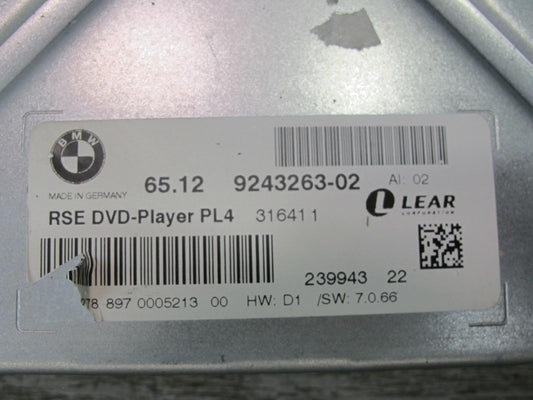 BMW
MADE IN GERMANY
65.12 9243263-02 AI: 02
RSE DVD-Player PL4 316411
LEAR
CORPORATION
239943 22
78 897 0005213 00 HW: D1 /SW: 7.0.66